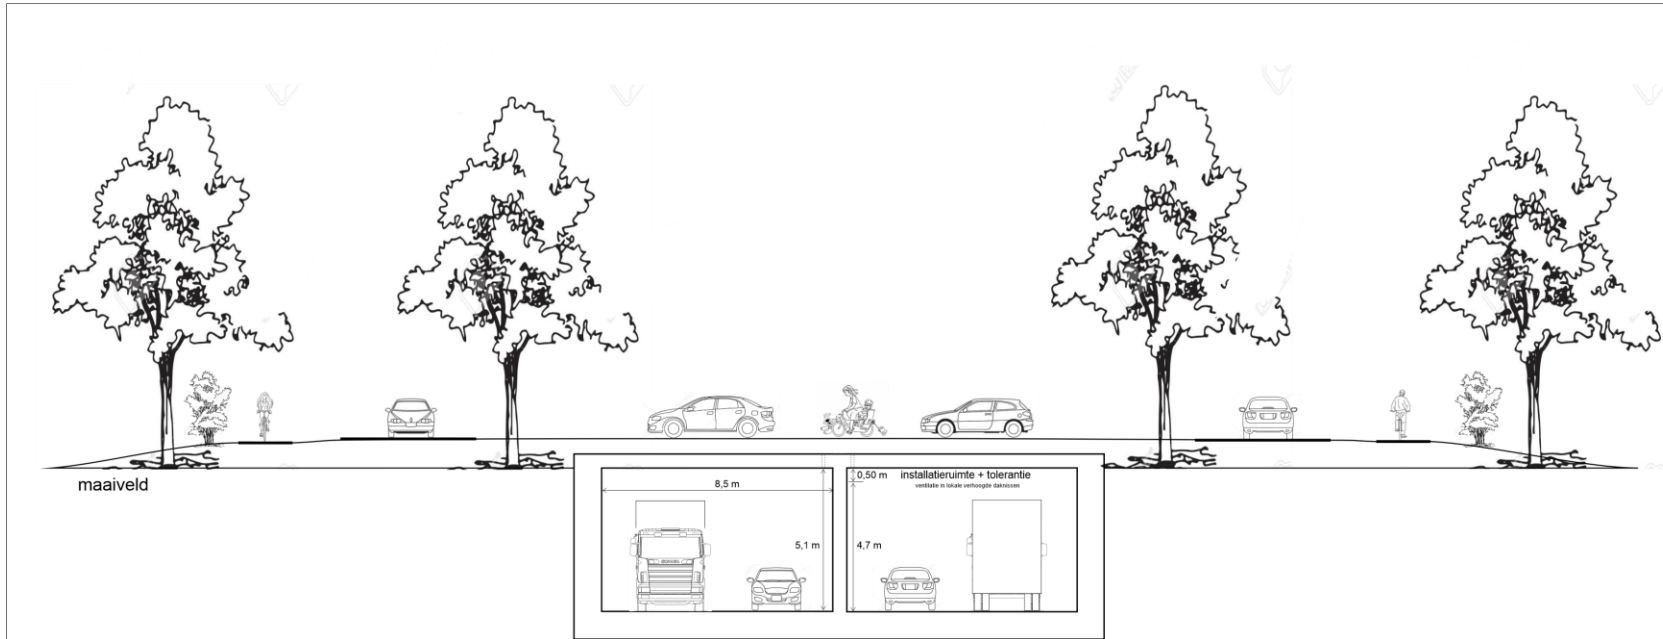 maaiveld
8,5 m
5,1 m
0,50 m
installatieruimte + tolerantie
ventilatie in lokale verhoogde daknissen
4,7 m